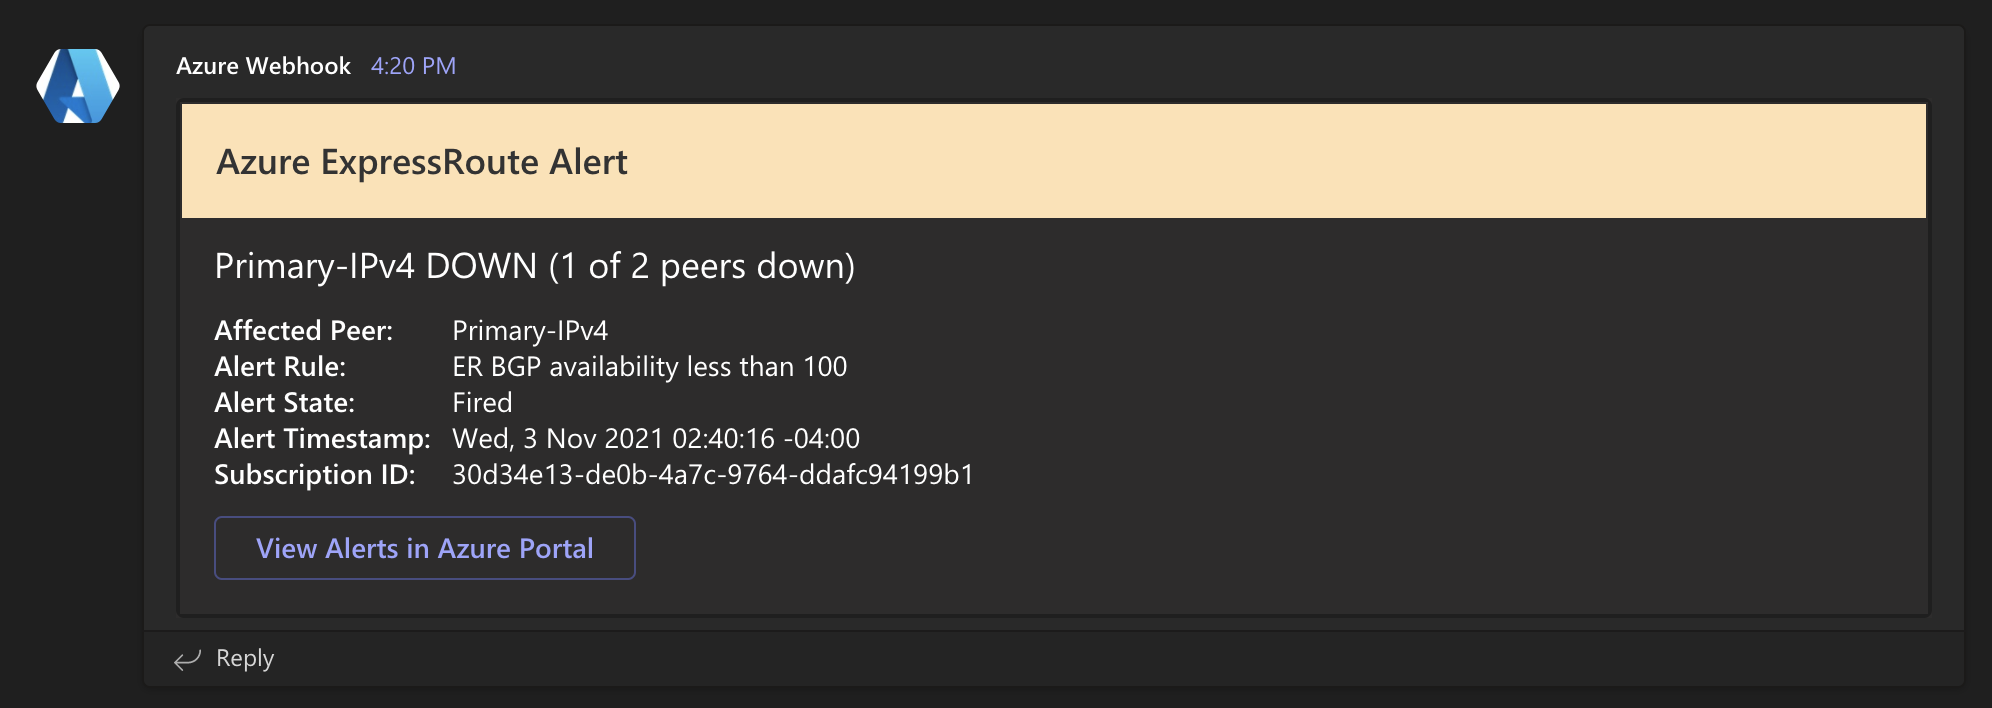 Azure Webhook 4:20 PM
Azure ExpressRoute Alert
Primary-IPv4 DOWN (1 of 2 peers down)
Affected Peer: Primary-IPv4
Alert Rule: ER BGP availability less than 100
Alert State: Fired
Alert Timestamp: Wed, 3 Nov 2021 02:40:16 -04:00
Subscription ID: 30d34e13-de0b-4a7c-9764-ddafc94199b1
View Alerts in Azure Portal
Reply